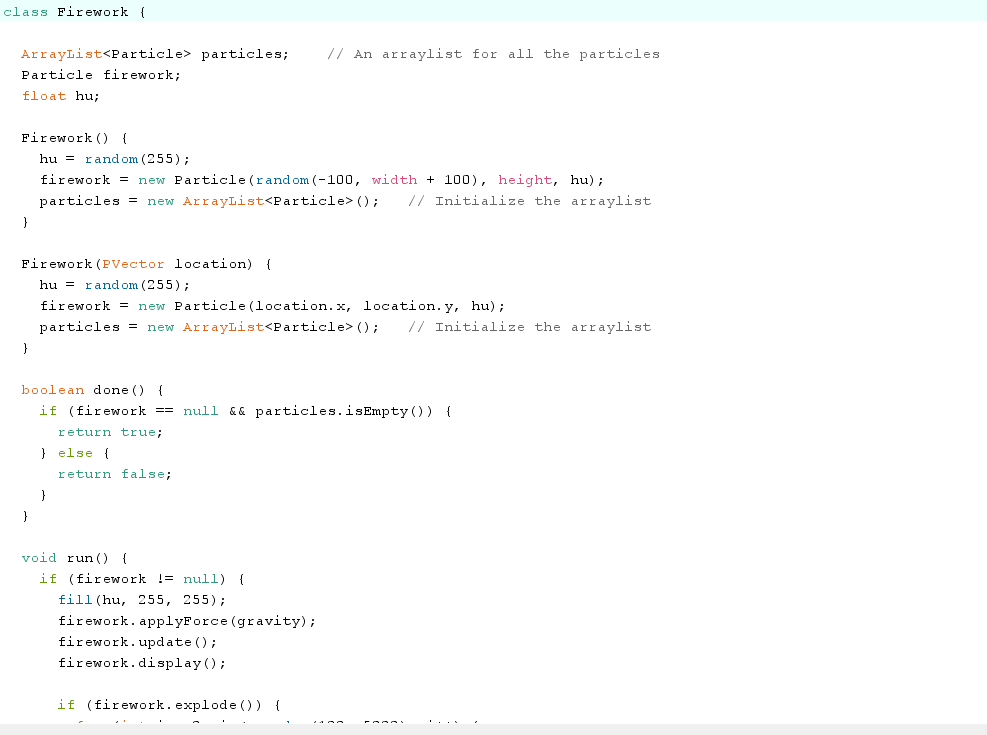 class Firework {
ArrayList<Particle> particles;    // An arraylist for all the particles
Particle firework;
float hu;
Firework() {
hu = random(255);
firework = new Particle(random(-100, width + 100), height, hu);
particles = new ArrayList<Particle>();   // Initialize the arraylist
}
Firework(PVector location) {
hu = random(255);
firework = new Particle(location.x, location.y, hu);
particles = new ArrayList<Particle>();   // Initialize the arraylist
}
boolean done() {
if (firework == null && particles.isEmpty()) {
return true;
} else {
return false;
}
}
void run() {
if (firework != null) {
fill(hu, 255, 255);
firework.applyForce(gravity);
firework.update();
firework.display();
if (firework.explode()) {